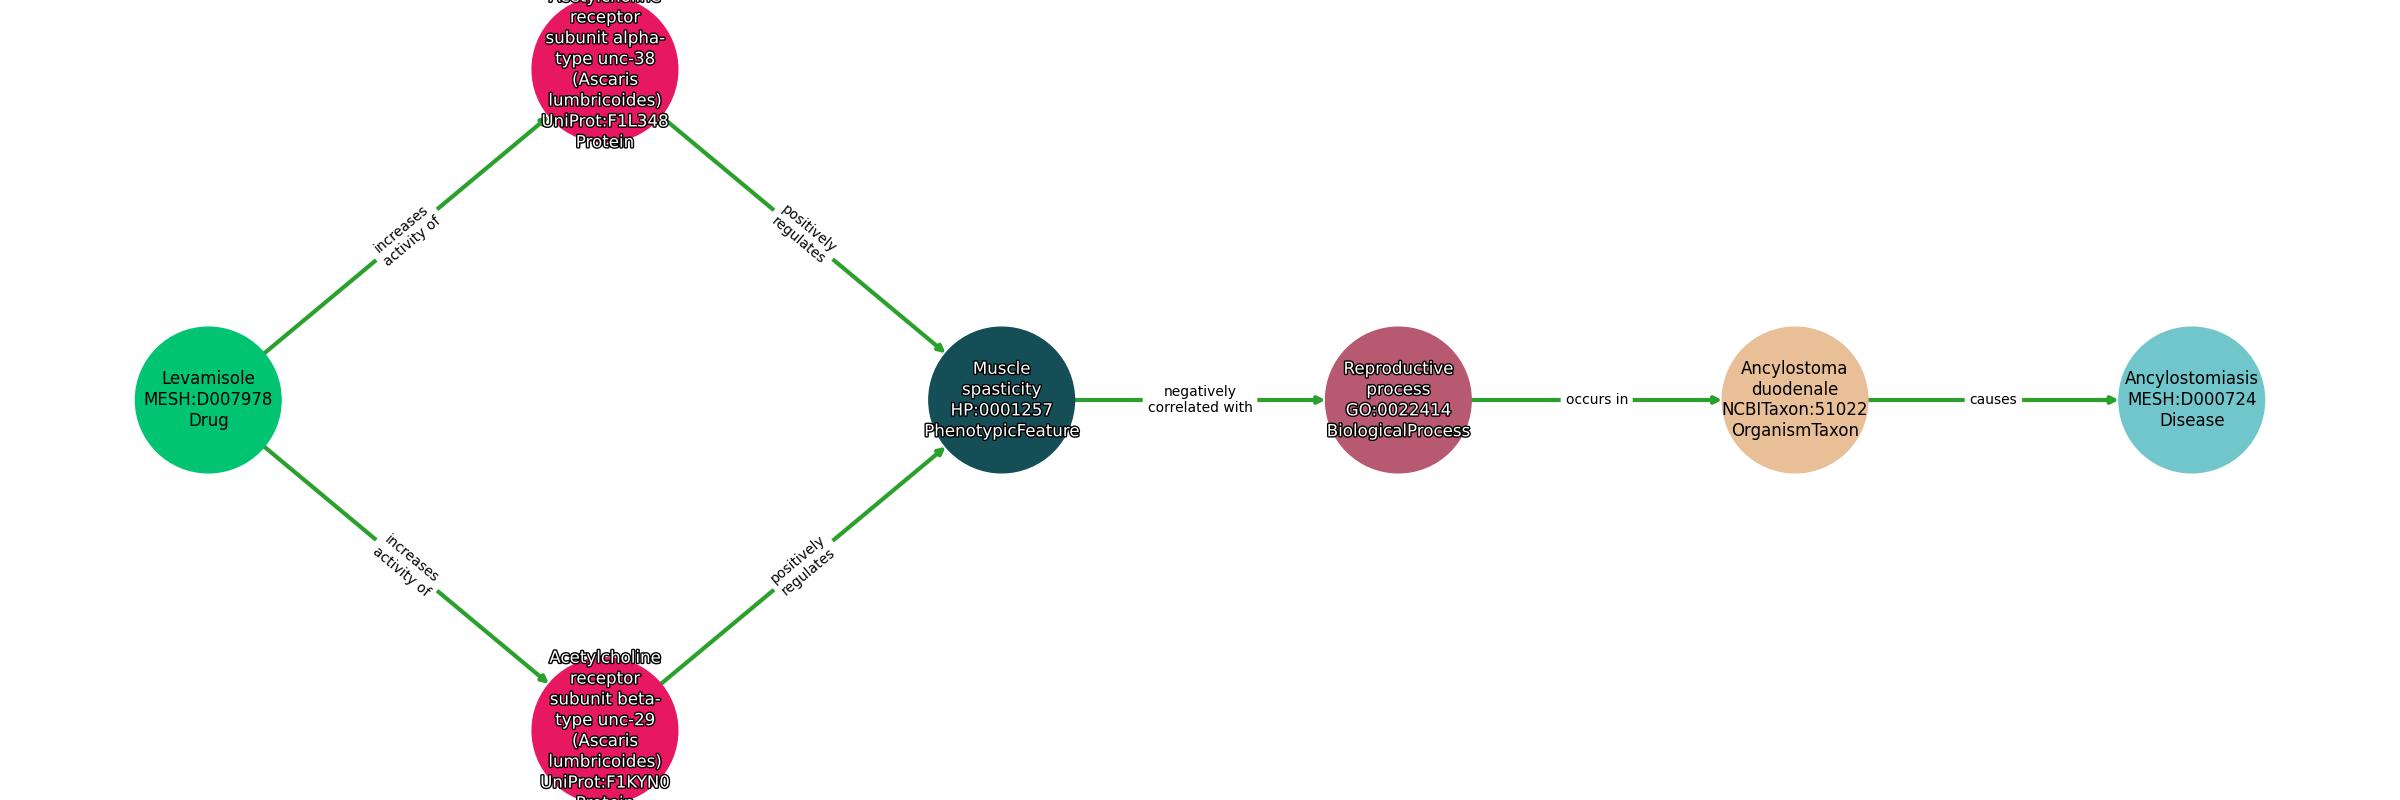 Acetylcholine
receptor
subunit alpha-
type unc-38
(Ascaris
lumbricoides)
UniProt:F1L348
Protein
increases
activity of
positively
regulates
Levamisole
MESH:D007978
Drug
Muscle
spasticity
HP:0001257
PhenotypicFeature
negatively
correlated with
Reproductive
process
GO:0022414
BiologicalProcess
occurs in
Ancylostoma
duodenale
NCBITaxon:51022
OrganismTaxon
causes
Ancylostomiasis
MESH:D000724
Disease
increases
activity of
positively
regulates
Acetylcholine
receptor
subunit beta-
type unc-29
(Ascaris
lumbricoides)
UniProt:F1KYN0
Protein